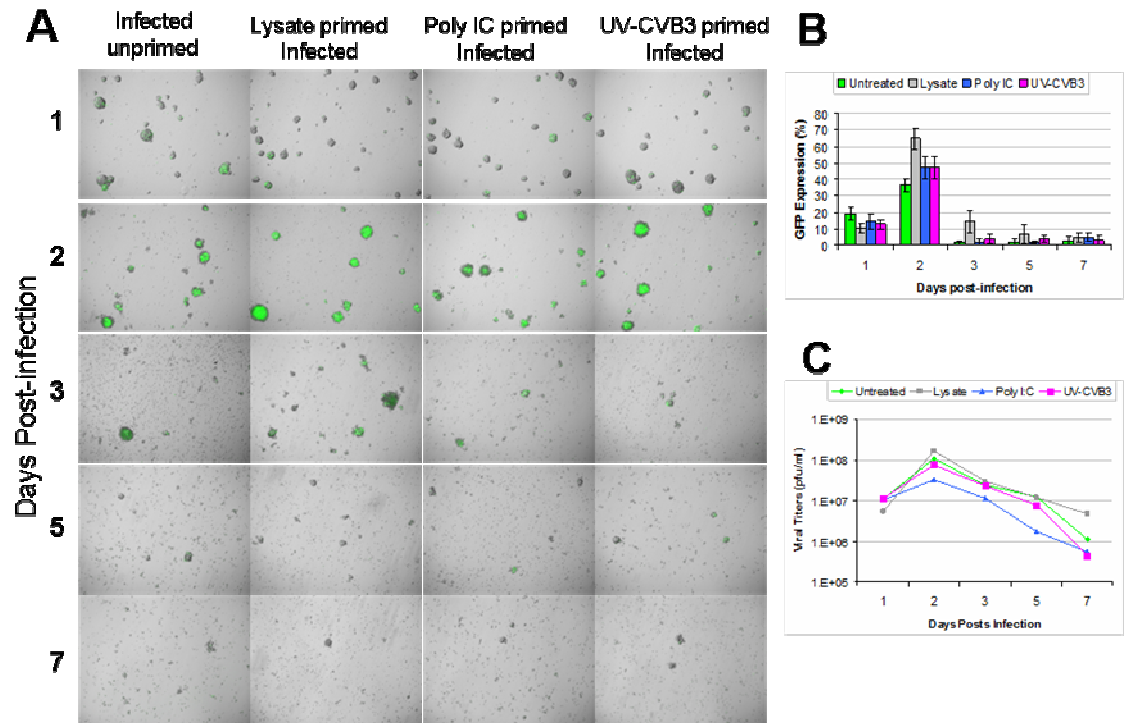 A
Infected
unprimed
Lysate primed
Infected
Poly IC primed
Infected
UV-CVB3 primed
Infected
Days Post-infection
1
2
3
5
7
B
Untreated Lysate Poly IC UV-CVB3
GFP Expression (%)
80
70
60
50
40
30
20
10
0
1 2 3 5 7
Days post-infection
C
Untreated Lysate Poly I:C UV-CVB3
Viral Titers (pfu/ml)
1.E+09
1.E+08
1.E+07
1.E+06
1.E+05
1 2 3 5 7
Days Posts Infection